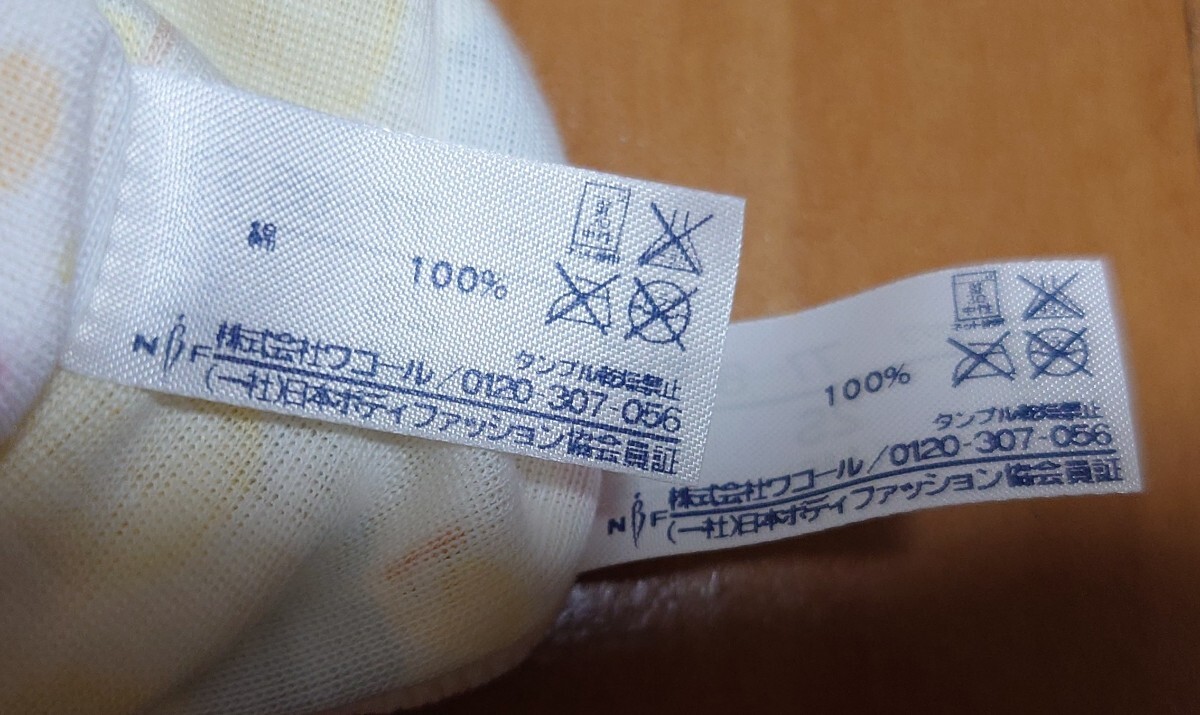 綿
100%
タンブル乾燥禁止
NBF 株式会社ワコール/0120-307-056
(一社)日本ボディファッション協会員証
中性
100%
タンブル乾燥禁止
NBF 株式会社ワコール/0120-307-056
(一社)日本ボディファッション協会員証